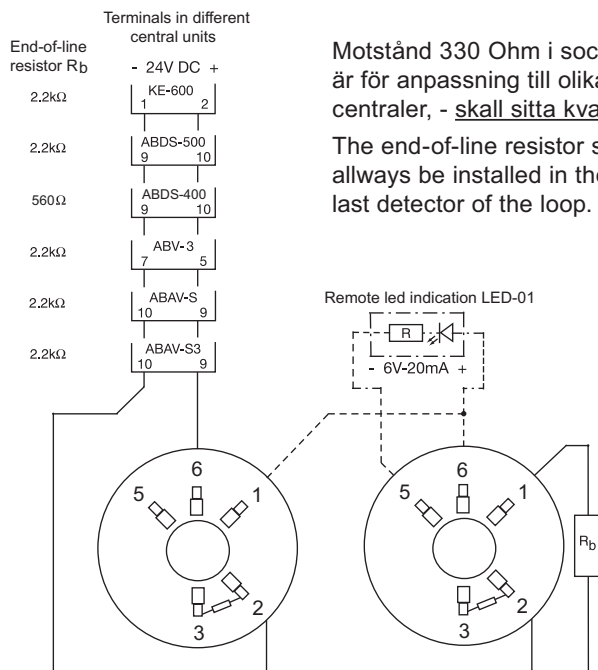 Terminals in different
central units
End-of-line
resistor Rb
- 24V DC +
2.2kΩ
KE-600
1 2
2.2kΩ
ABDS-500
9 10
560Ω
ABDS-400
9 10
2.2kΩ
ABV-3
7 5
2.2kΩ
ABAV-S
10 9
2.2kΩ
ABAV-S3
10 9
Motstånd 330 Ohm i soc
är för anpassning till olika
centraler, - skall sitta kva
The end-of-line resistor s
allways be installed in the
last detector of the loop.
Remote led indication LED-01
R
- 6V-20mA +
6
5 1
2
3
6
5 1
2
3
Rb